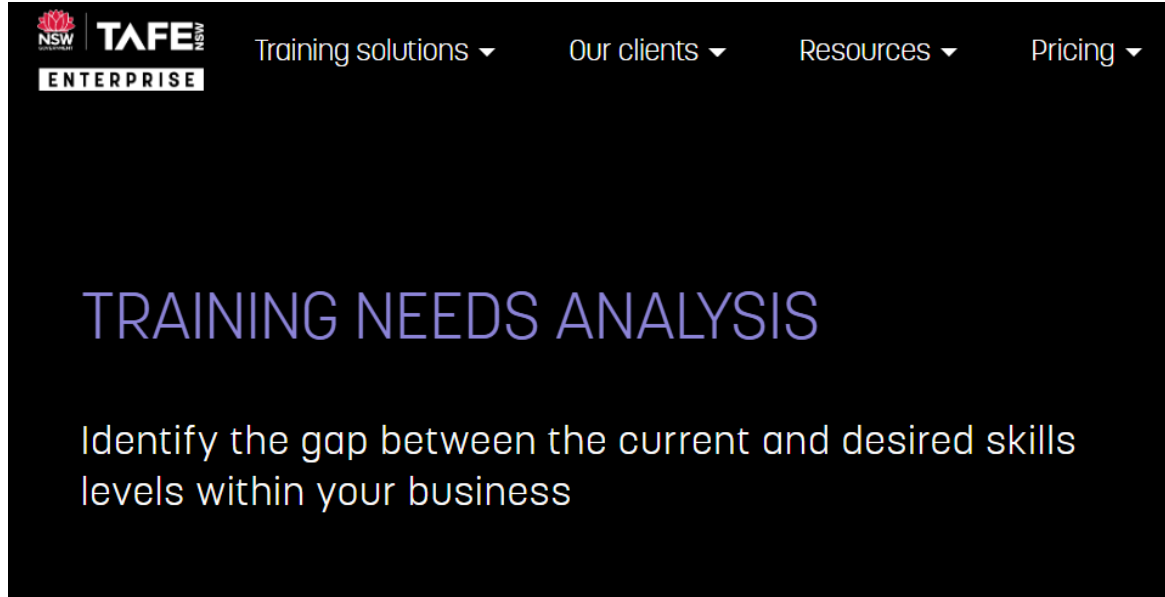 NSW
GOVERNMENT
TAFE NSW
ENTERPRISE
Training solutions
Our clients
Resources
Pricing
TRAINING NEEDS ANALYSIS
Identify the gap between the current and desired skills
levels within your business